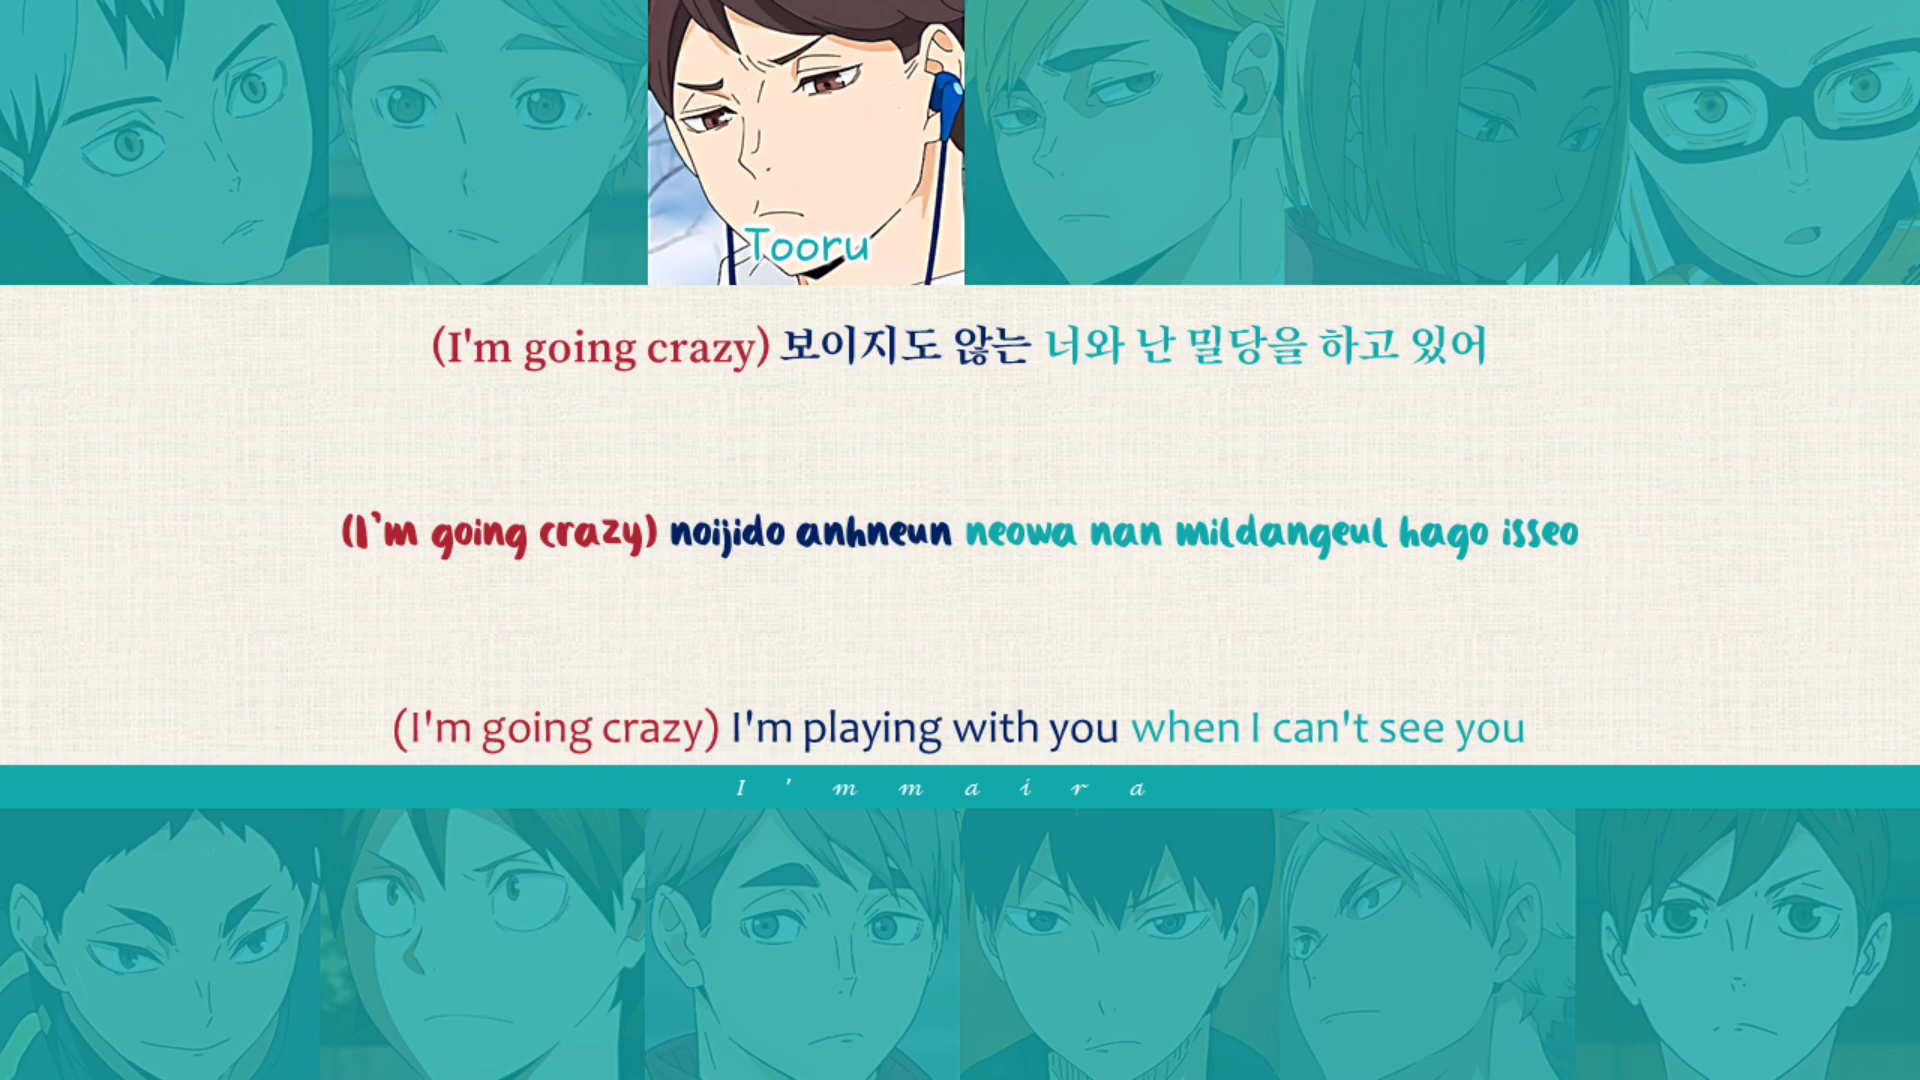 Tooru
(I'm going crazy) 보이지도 않는 너와 난 밀당을 하고 있어
(I'm going crazy) noijido anhneun neowa nan mildangeul hago isseo
(I'm going crazy) I'm playing with you when I can't see you
I'mmaira